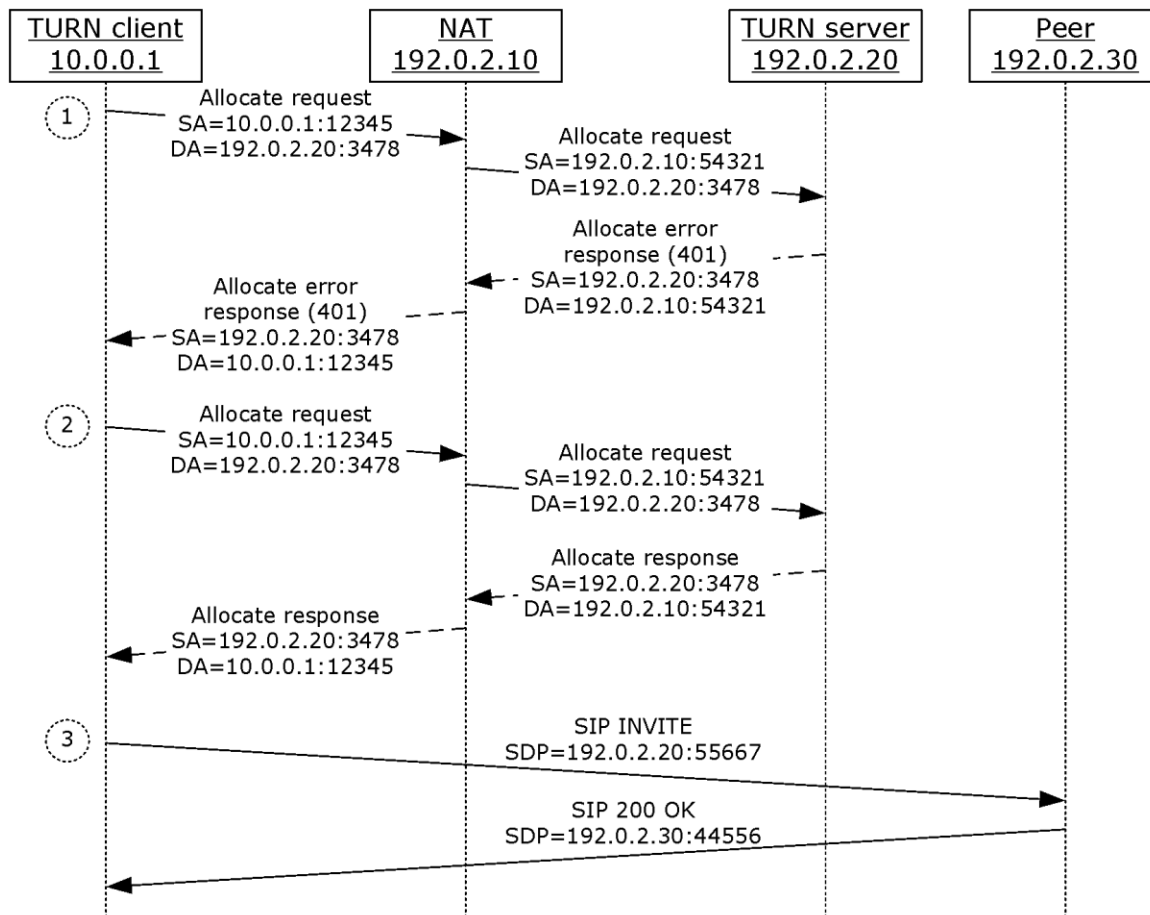 TURN client
10.0.0.1
NAT
192.0.2.10
TURN server
192.0.2.20
Peer
192.0.2.30
1
Allocate request
SA=10.0.0.1:12345
DA=192.0.2.20:3478
Allocate request
SA=192.0.2.10:54321
DA=192.0.2.20:3478
Allocate error
response (401)
SA=192.0.2.20:3478
DA=192.0.2.10:54321
Allocate error
response (401)
SA=192.0.2.20:3478
DA=10.0.0.1:12345
2
Allocate request
SA=10.0.0.1:12345
DA=192.0.2.20:3478
Allocate request
SA=192.0.2.10:54321
DA=192.0.2.20:3478
Allocate response
SA=192.0.2.20:3478
DA=192.0.2.10:54321
Allocate response
SA=192.0.2.20:3478
DA=10.0.0.1:12345
3
SIP INVITE
SDP=192.0.2.20:55667
SIP 200 OK
SDP=192.0.2.30:44556